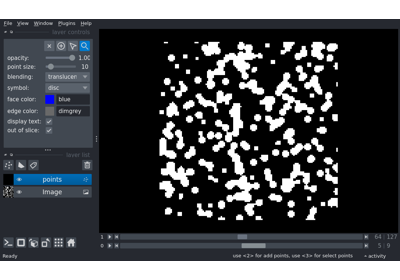 File View Window Plugins Help
layer controls
opacity: 1.00
point size: 10
blending: translucen
symbol: disc
face color: blue
edge color: dimgrey
display text:
out of slice:
layer list
points
Image
1 64 127
0 5 9
Ready use <2> for add points, use <3> for select points activity